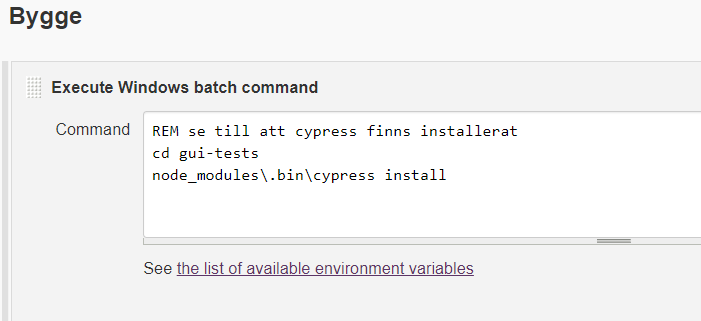 Bygge
Execute Windows batch command
Command
REM se till att cypress finns installerat
cd gui-tests
node_modules\.bin\cypress install
See the list of available environment variables